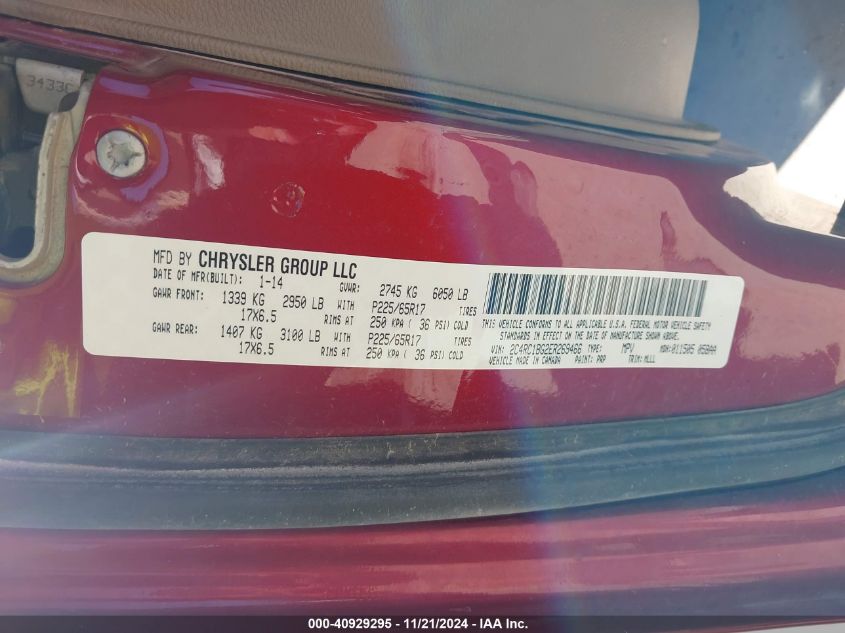 3433C
MFD BY CHRYSLER GROUP LLC
DATE OF MFR(BUILT): 1-14 GVWR: 2745 KG 6050 LB
GAWR FRONT: 1339 KG 2950 LB WITH P225/65R17 TIRES
17X6.5 RIMS AT 250 KPA ( 36 PSI) COLD
GAWR REAR: 1407 KG 3100 LB WITH P225/65R17 TIRES
17X6.5 RIMS AT 250 KPA ( 36 PSI) COLD
THIS VEHICLE CONFORMS TO ALL APPLICABLE U.S.A. FEDERAL MOTOR VEHICLE SAFETY
STANDARDS IN EFFECT ON THE DATE OF MANUFACTURE SHOWN ABOVE.
VIN: 2C4RC1BG2ER269466 TYPE: MPV MDH: 011505 058AAA
VEHICLE MADE IN CANADA PAINT: PRP TRIM: MLLL
000-40929295 - 11/21/2024 - IAA Inc.